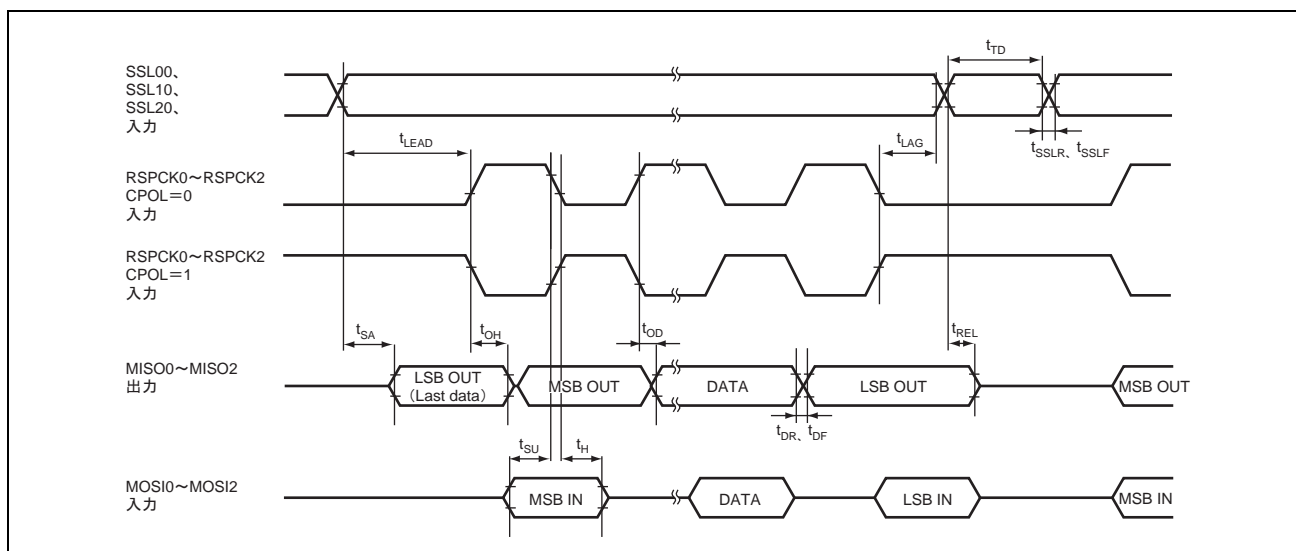 t_TD
SSL00、
SSL10、
SSL20、
入力
t_LEAD
t_LAG
t_SSLR、t_SSLF
RSPCK0～RSPCK2
CPOL＝0
入力
RSPCK0～RSPCK2
CPOL＝1
入力
t_SA
t_OH
t_OD
t_REL
MISO0～MISO2
出力
LSB OUT
（Last data）
MSB OUT
DATA
LSB OUT
MSB OUT
t_DR、t_DF
t_SU
t_H
MOSI0～MOSI2
入力
MSB IN
DATA
LSB IN
MSB IN